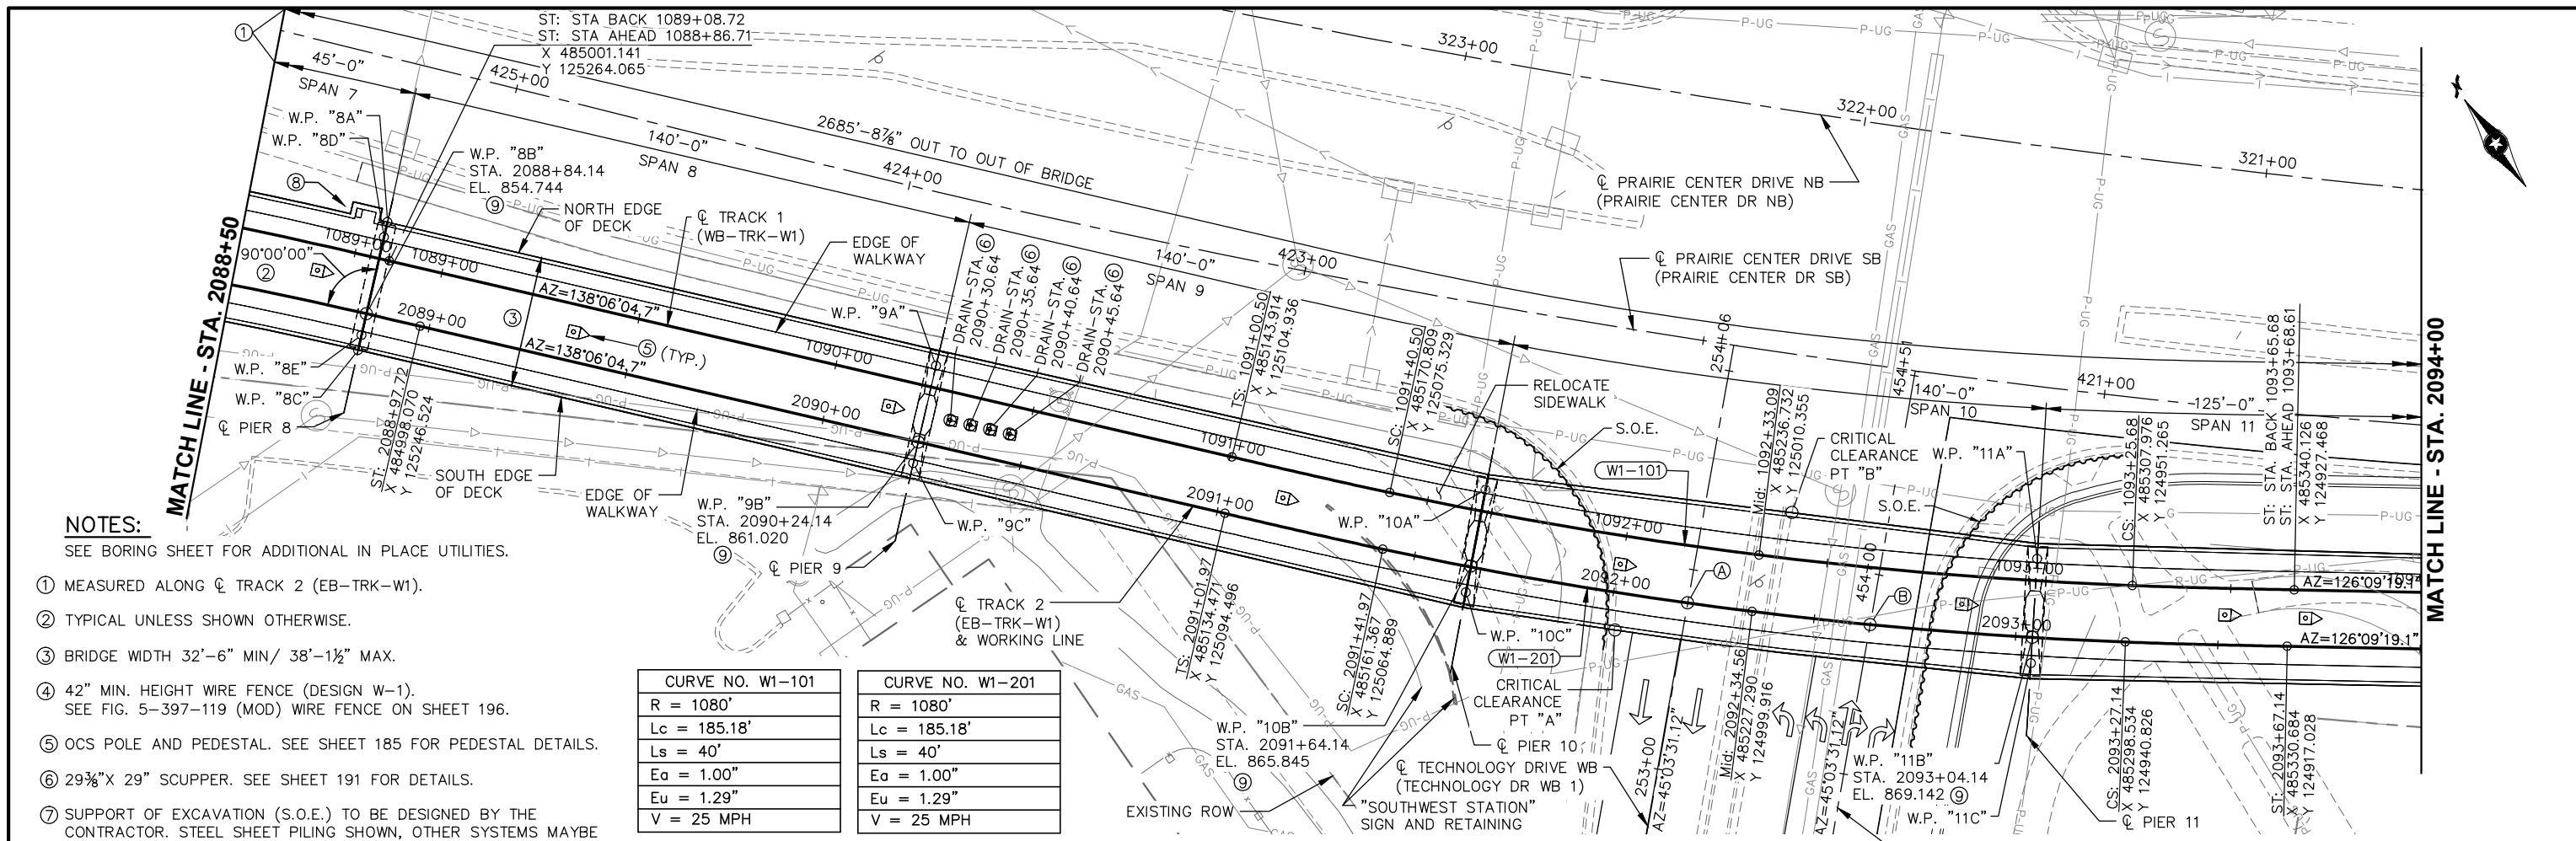 ST: STA BACK 1089+08.72
ST: STA AHEAD 1088+86.71
X 485001.141
Y 125264.065
①
45'-0"
SPAN 7
425+00
2685'-8⅞" OUT TO OUT OF BRIDGE
323+00
322+00
321+00
W.P. "8A"
W.P. "8D"
140'-0"
SPAN 8
424+00
W.P. "8B"
STA. 2088+84.14
EL. 854.744
⑨
⑧
NORTH EDGE
OF DECK
℄ TRACK 1
(WB-TRK-W1)
EDGE OF
WALKWAY
℄ PRAIRIE CENTER DRIVE NB
(PRAIRIE CENTER DR NB)
℄ PRAIRIE CENTER DRIVE SB
(PRAIRIE CENTER DR SB)
140'-0"
SPAN 9
423+00
MATCH LINE - STA. 2088+50
90°00'00"
②
1089+00
1089+00
AZ=138°06'04.7"
③
2089+00
AZ=138°06'04.7"
⑤ (TYP.)
W.P. "9A"
1090+00
DRAIN-STA. ⑥
2090+30.64
DRAIN-STA. ⑥
2090+35.64
DRAIN-STA. ⑥
2090+40.64
DRAIN-STA. ⑥
2090+45.64
TS: 1091+00.50
X 485143.914
Y 125104.936
SC: 1091+40.50
X 485170.809
Y 125075.329
254+06
454+51
140'-0"
SPAN 10
421+00
125'-0"
SPAN 11
RELOCATE
SIDEWALK
S.O.E.
W1-101
Mid: 1092+33.09
X 485236.732
Y 125010.355
CRITICAL
CLEARANCE
PT "B"
W.P. "11A"
S.O.E.
CS: 1093+25.68
X 485307.976
Y 124951.265
ST: STA. BACK 1093+65.68
ST: STA. AHEAD 1093+68.61
X 485340.126
Y 124927.468
MATCH LINE - STA. 2094+00
W.P. "8E"
W.P. "8C"
℄ PIER 8
ST: 2088+97.72
X 484998.070
Y 125246.524
SOUTH EDGE
OF DECK
EDGE OF
WALKWAY
2090+00
W.P. "9B"
STA. 2090+24.14
EL. 861.020
⑨
W.P. "9C"
℄ PIER 9
1091+00
2091+00
W.P. "10A"
1092+00
2092+00
Ⓐ
454+00
Ⓑ
1093+00
2093+00
AZ=126°09'19.1"
AZ=126°09'19.1"
℄ TRACK 2
(EB-TRK-W1)
& WORKING LINE
TS: 2091+01.97
X 485134.471
Y 125094.496
SC: 2091+41.97
X 485161.367
Y 125064.889
W.P. "10C"
W1-201
CRITICAL
CLEARANCE
PT "A"
W.P. "10B"
STA. 2091+64.14
EL. 865.845
⑨
℄ PIER 10
℄ TECHNOLOGY DRIVE WB
(TECHNOLOGY DR WB 1)
EXISTING ROW
"SOUTHWEST STATION"
SIGN AND RETAINING
253+00
AZ=45°03'31.12"
Mid: 2092+34.56
X 485227.290
Y 124999.916
AZ=45°03'31.12"
W.P. "11B"
STA. 2093+04.14
EL. 869.142 ⑨
W.P. "11C"
℄ PIER 11
CS: 2093+27.14
X 485298.534
Y 124940.826
ST: 2093+67.14
X 485330.684
Y 124917.028
NOTES:
SEE BORING SHEET FOR ADDITIONAL IN PLACE UTILITIES.
① MEASURED ALONG ℄ TRACK 2 (EB-TRK-W1).
② TYPICAL UNLESS SHOWN OTHERWISE.
③ BRIDGE WIDTH 32'-6" MIN/ 38'-1½" MAX.
④ 42" MIN. HEIGHT WIRE FENCE (DESIGN W-1).
SEE FIG. 5-397-119 (MOD) WIRE FENCE ON SHEET 196.
⑤ OCS POLE AND PEDESTAL. SEE SHEET 185 FOR PEDESTAL DETAILS.
⑥ 29⅜"X 29" SCUPPER. SEE SHEET 191 FOR DETAILS.
⑦ SUPPORT OF EXCAVATION (S.O.E.) TO BE DESIGNED BY THE
CONTRACTOR. STEEL SHEET PILING SHOWN, OTHER SYSTEMS MAYBE
CURVE NO. W1-101
R = 1080'
Lc = 185.18'
Ls = 40'
Ea = 1.00"
Eu = 1.29"
V = 25 MPH
CURVE NO. W1-201
R = 1080'
Lc = 185.18'
Ls = 40'
Ea = 1.00"
Eu = 1.29"
V = 25 MPH